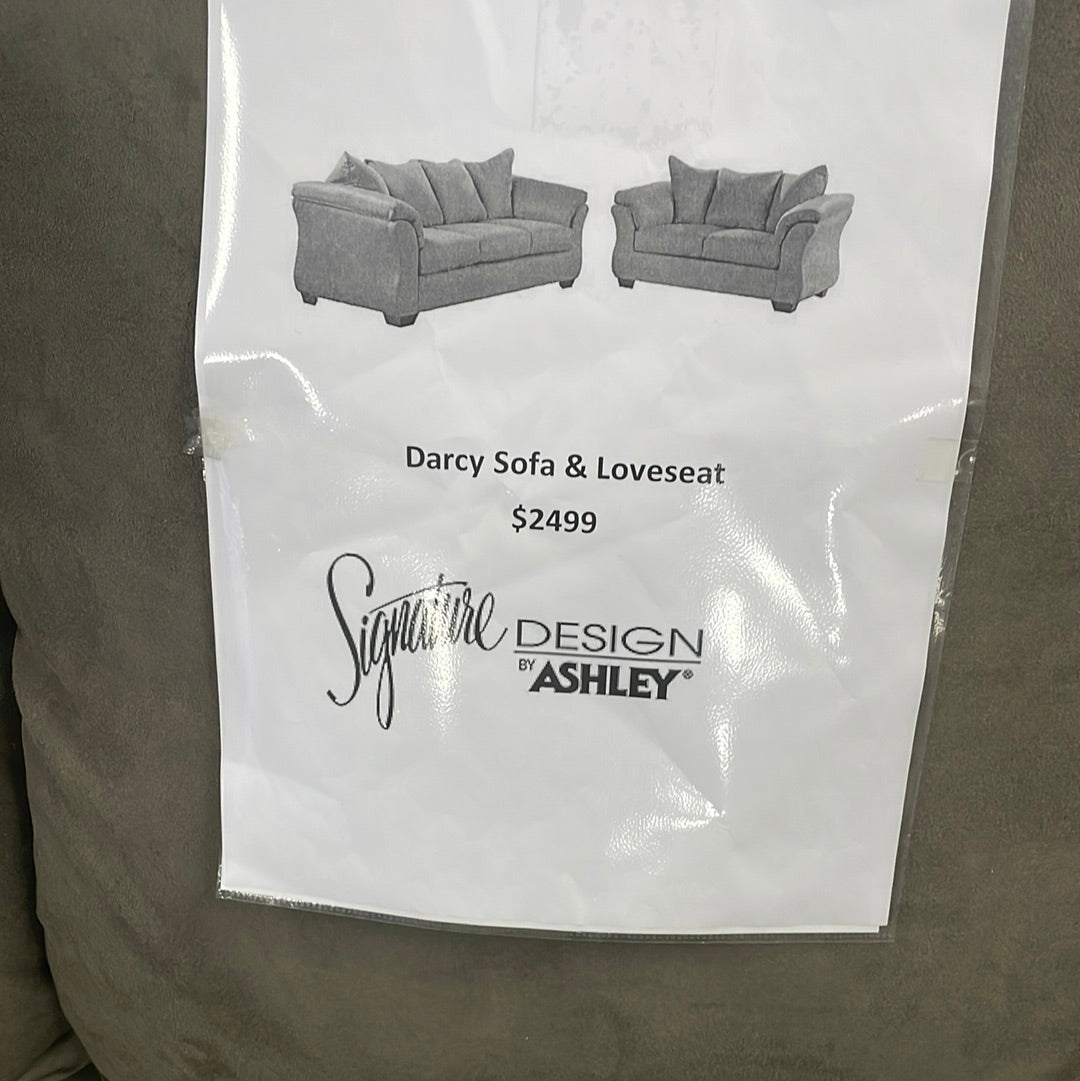 Darcy Sofa & Loveseat
$2499
Signature DESIGN
BY ASHLEY®